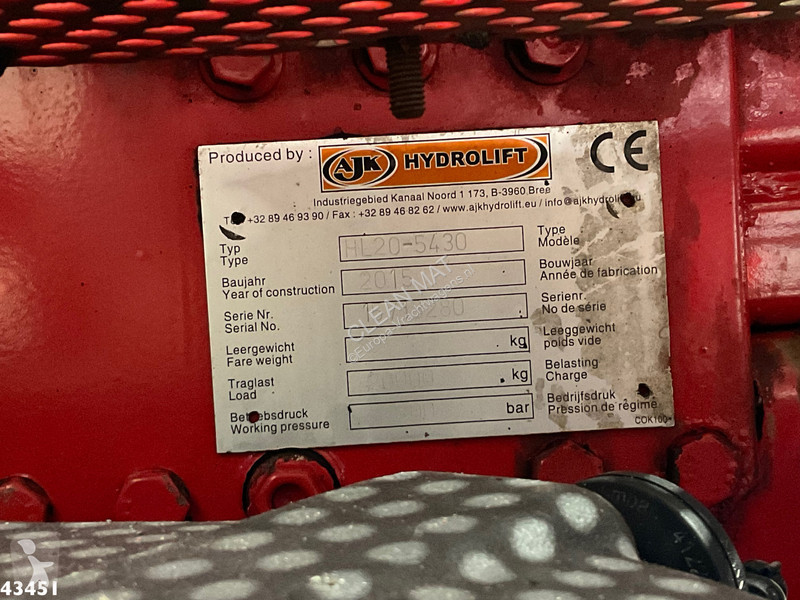 Produced by :
AJK HYDROLIFT
CE
Industriegebied Kanaal Noord 1 173, B-3960 Bree
+32 89 46 93 90 / Fax : +32 89 46 82 62 / www.ajkhydrolift.eu / info@ajkhydrolift.eu
Typ
Type
HL20-5430
Type
Modèle
Baujahr
Year of construction
2015
Bouwjaar
Année de fabrication
Serie Nr.
Serial No.
Serienr.
No de série
Leergewicht
Fare weight
kg
Leeggewicht
poids vide
Traglast
Load
kg
Belasting
Charge
Betriebsdruck
Working pressure
bar
Bedrijfsdruk
Pression de régime
COK100
CLEAN MAT
43451